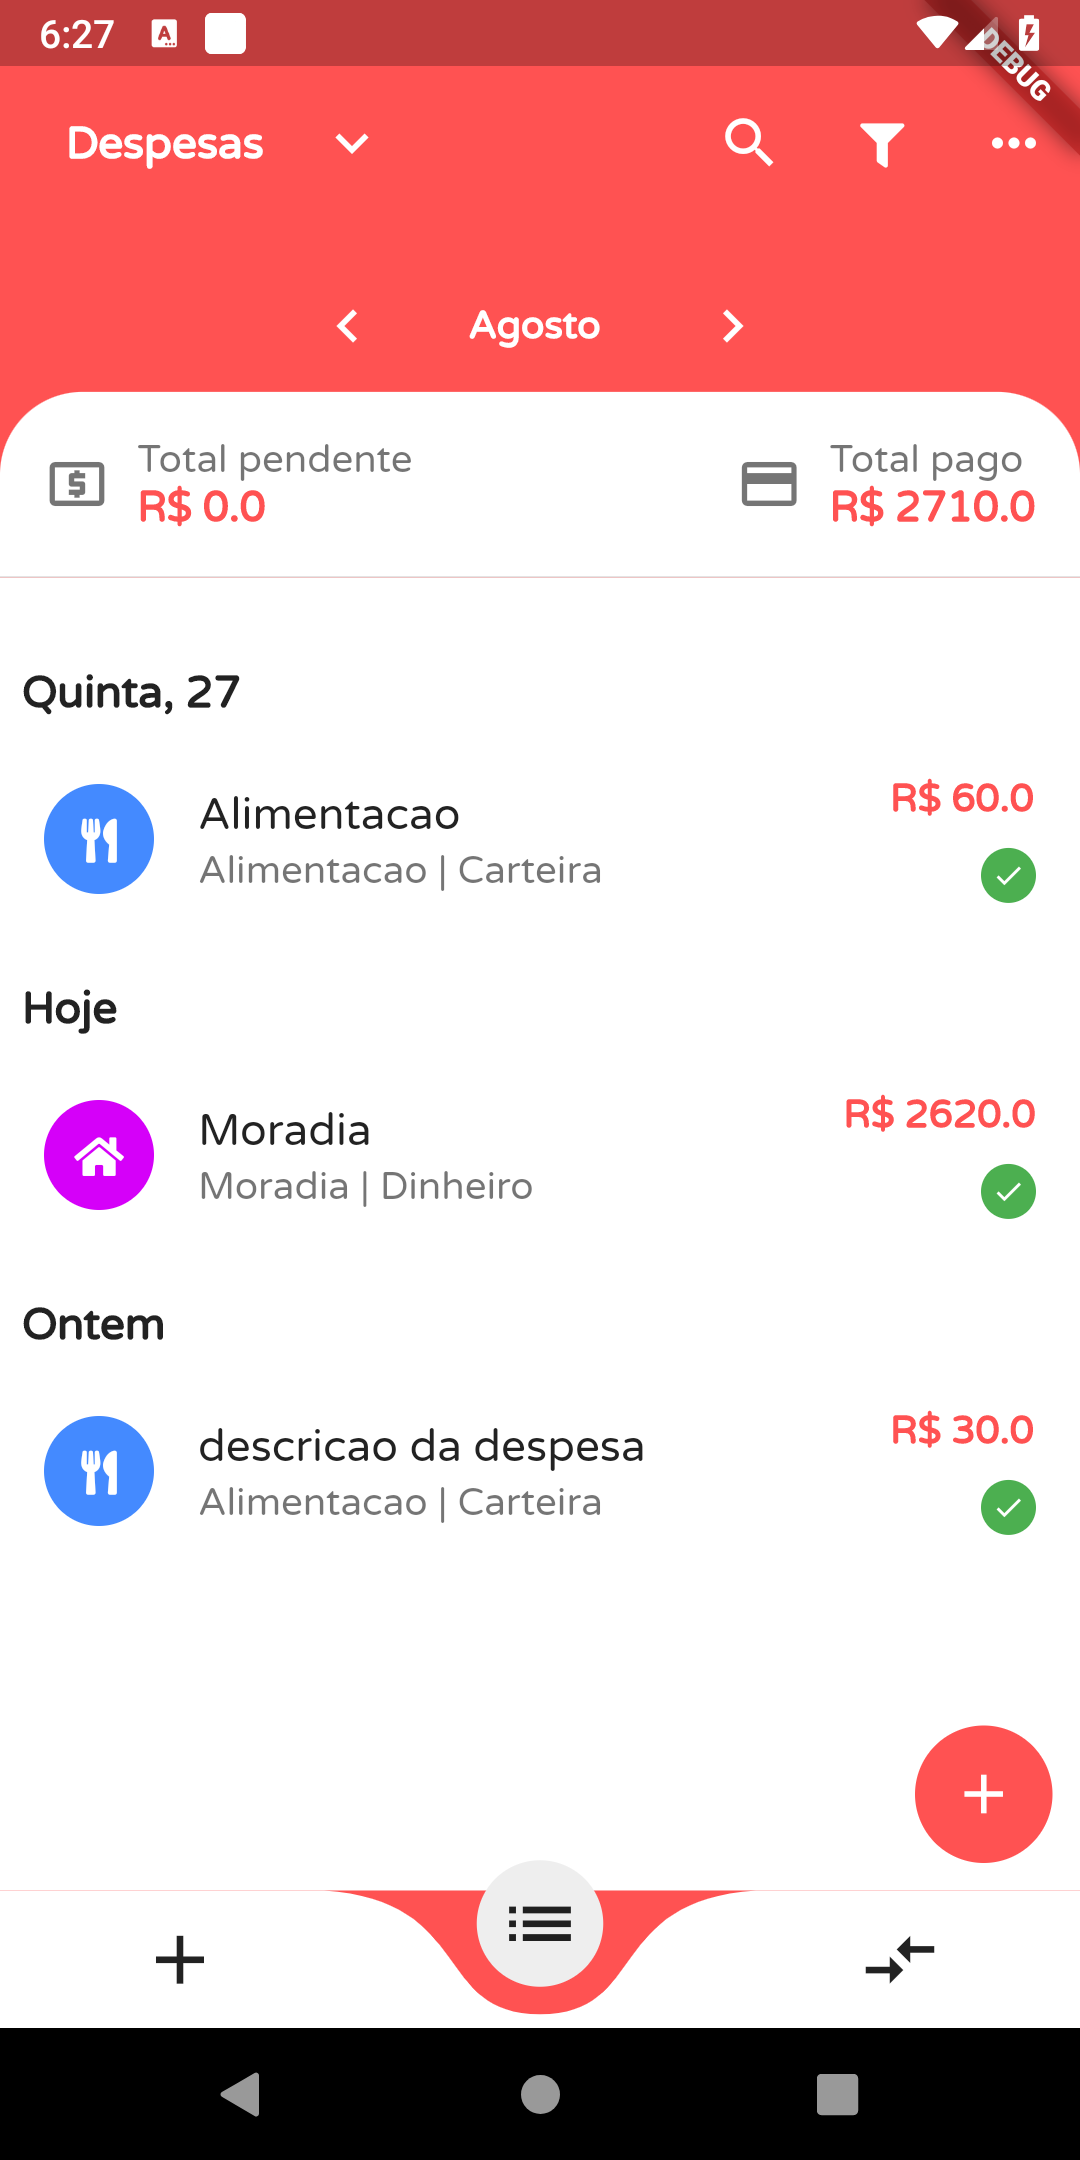 6:27
A
DEBUG
Despesas
Agosto
Total pendente
R$ 0.0
Total pago
R$ 2710.0
Quinta, 27
Alimentacao
R$ 60.0
Alimentacao | Carteira
Hoje
Moradia
R$ 2620.0
Moradia | Dinheiro
Ontem
descricao da despesa
R$ 30.0
Alimentacao | Carteira